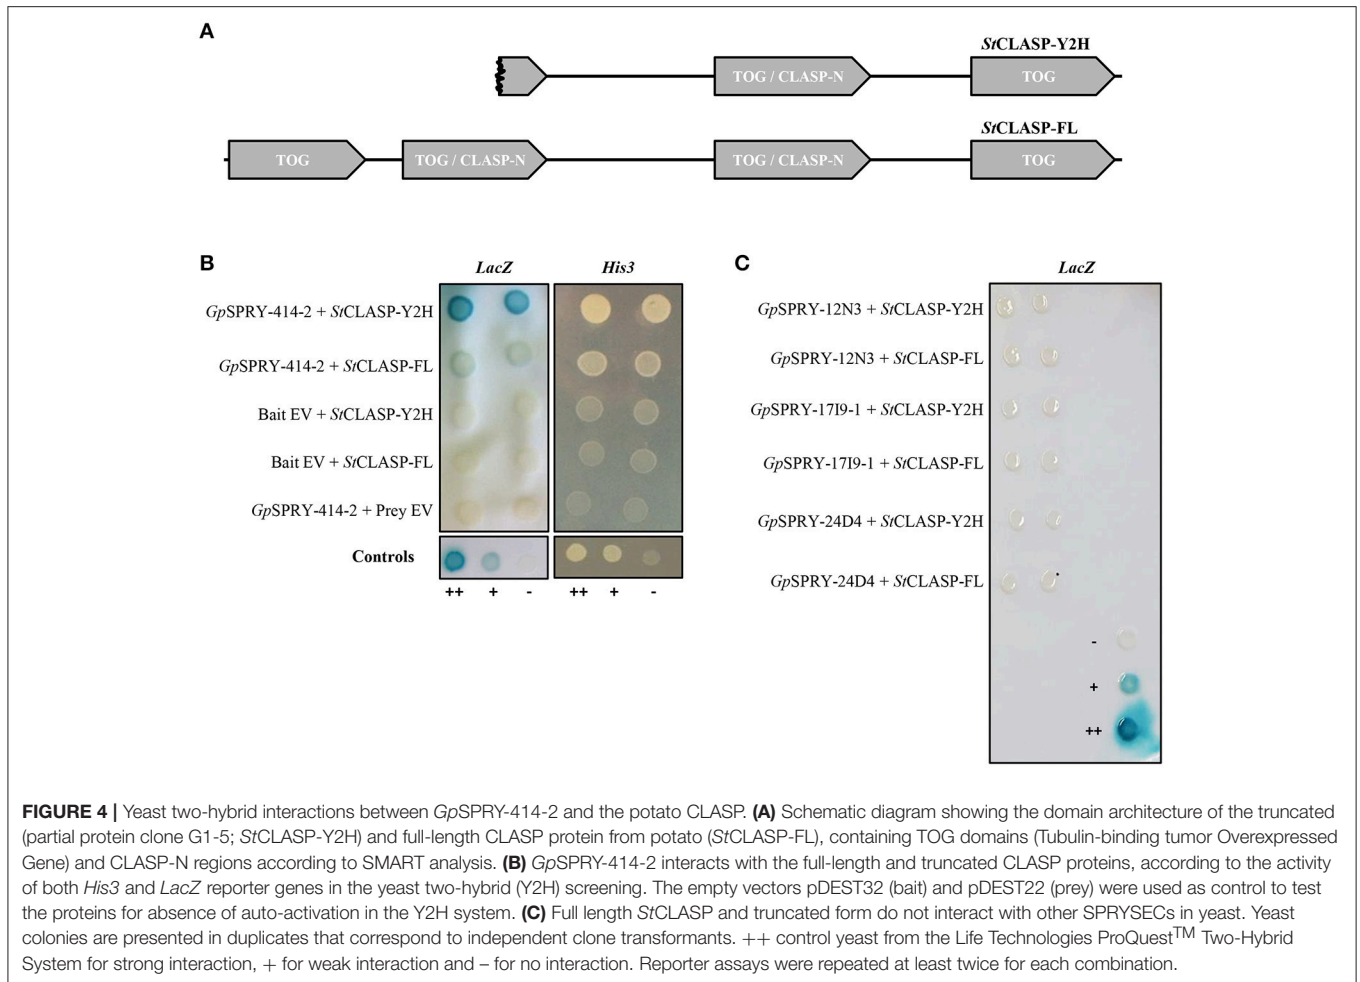 A
StCLASP-Y2H
TOG / CLASP-N
TOG
StCLASP-FL
TOG
TOG / CLASP-N
TOG / CLASP-N
TOG
B
LacZ
His3
GpSPRY-414-2 + StCLASP-Y2H
GpSPRY-414-2 + StCLASP-FL
Bait EV + StCLASP-Y2H
Bait EV + StCLASP-FL
GpSPRY-414-2 + Prey EV
Controls
++ + - ++ + -
C
LacZ
GpSPRY-12N3 + StCLASP-Y2H
GpSPRY-12N3 + StCLASP-FL
GpSPRY-17I9-1 + StCLASP-Y2H
GpSPRY-17I9-1 + StCLASP-FL
GpSPRY-24D4 + StCLASP-Y2H
GpSPRY-24D4 + StCLASP-FL
-
+
++
FIGURE 4 | Yeast two-hybrid interactions between GpSPRY-414-2 and the potato CLASP. (A) Schematic diagram showing the domain architecture of the truncated
(partial protein clone G1-5; StCLASP-Y2H) and full-length CLASP protein from potato (StCLASP-FL), containing TOG domains (Tubulin-binding tumor Overexpressed
Gene) and CLASP-N regions according to SMART analysis. (B) GpSPRY-414-2 interacts with the full-length and truncated CLASP proteins, according to the activity
of both His3 and LacZ reporter genes in the yeast two-hybrid (Y2H) screening. The empty vectors pDEST32 (bait) and pDEST22 (prey) were used as control to test
the proteins for absence of auto-activation in the Y2H system. (C) Full length StCLASP and truncated form do not interact with other SPRYSECs in yeast. Yeast
colonies are presented in duplicates that correspond to independent clone transformants. ++ control yeast from the Life Technologies ProQuest™ Two-Hybrid
System for strong interaction, + for weak interaction and – for no interaction. Reporter assays were repeated at least twice for each combination.